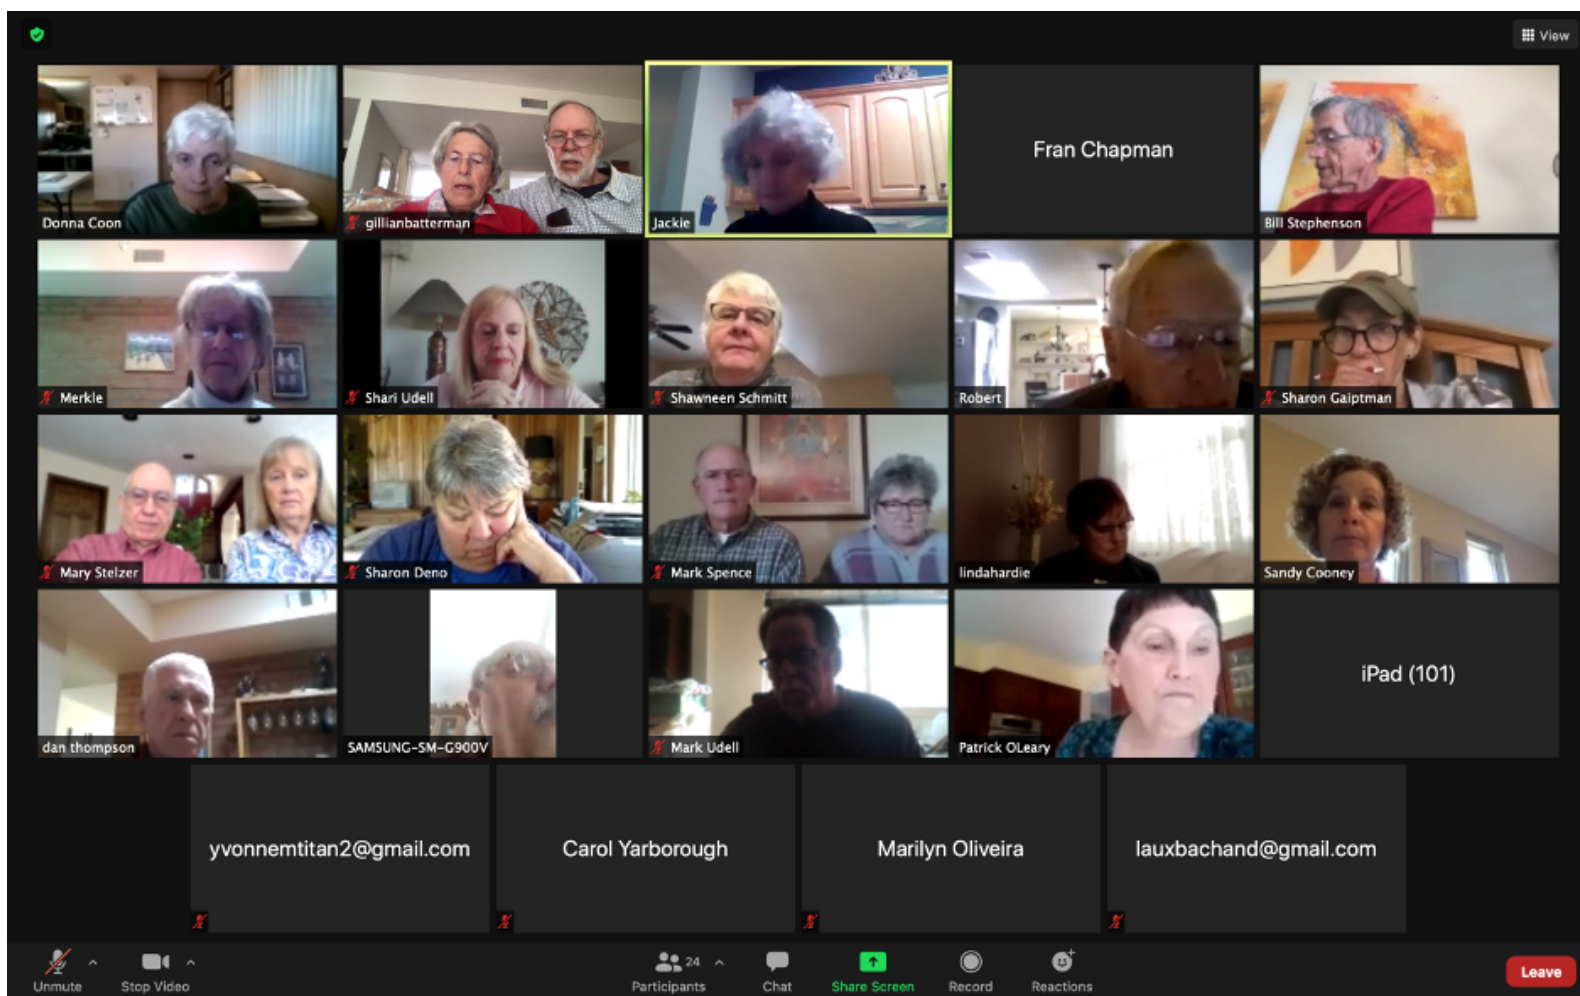 View
Donna Coon
gillianbatterman
Jackie
Fran Chapman
Bill Stephenson
Merkle
Shari Udell
Shawneen Schmitt
Robert
Sharon Gaiptman
Mary Stelzer
Sharon Deno
Mark Spence
lindahardie
Sandy Cooney
dan thompson
SAMSUNG-SM-G900V
Mark Udell
Patrick OLeary
iPad (101)
yvonnemtitan2@gmail.com
Carol Yarborough
Marilyn Oliveira
lauxbachand@gmail.com
Unmute
Stop Video
24
Participants
Chat
Share Screen
Record
Reactions
Leave